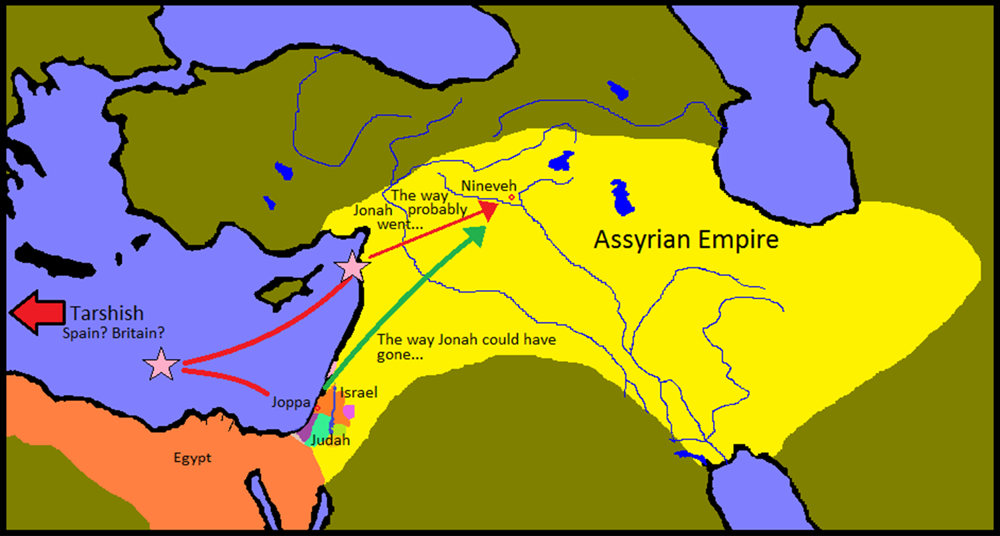 Nineveh
The way
Jonah probably
went...
Assyrian Empire
Tarshish
Spain? Britain?
The way Jonah could have
gone...
Israel
Joppa
Judah
Egypt